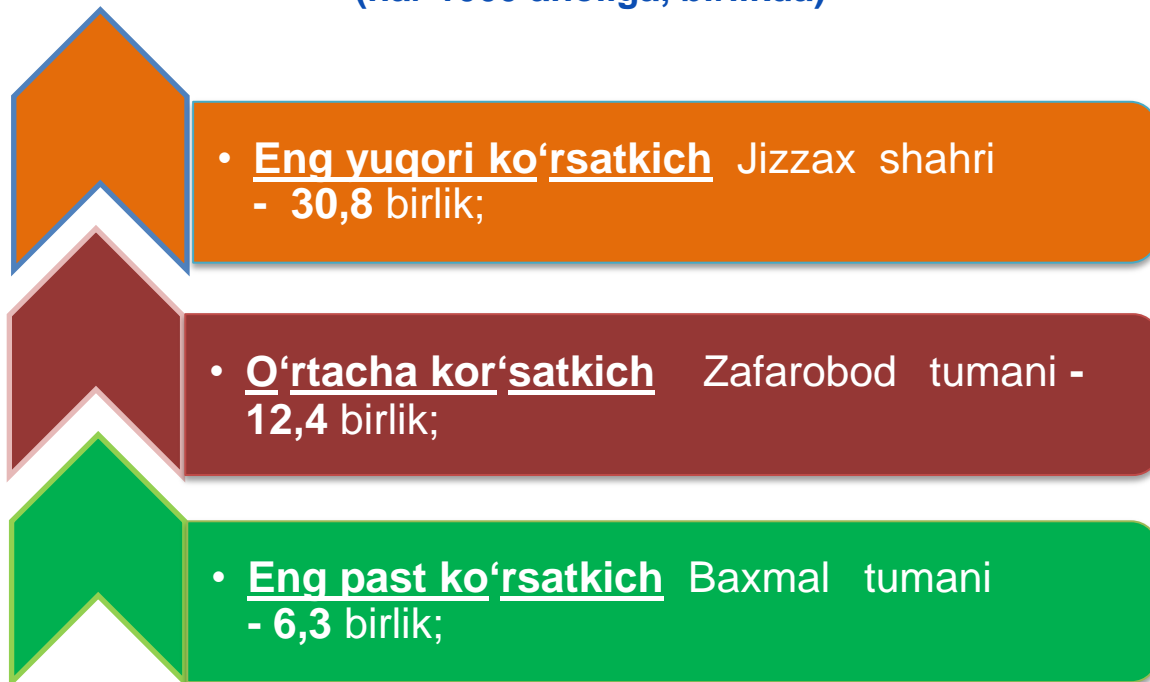 • Eng yuqori ko‘rsatkich Jizzax shahri
- 30,8 birlik;
• O‘rtacha kor‘satkich Zafarobod tumani -
12,4 birlik;
• Eng past ko‘rsatkich Baxmal tumani
- 6,3 birlik;